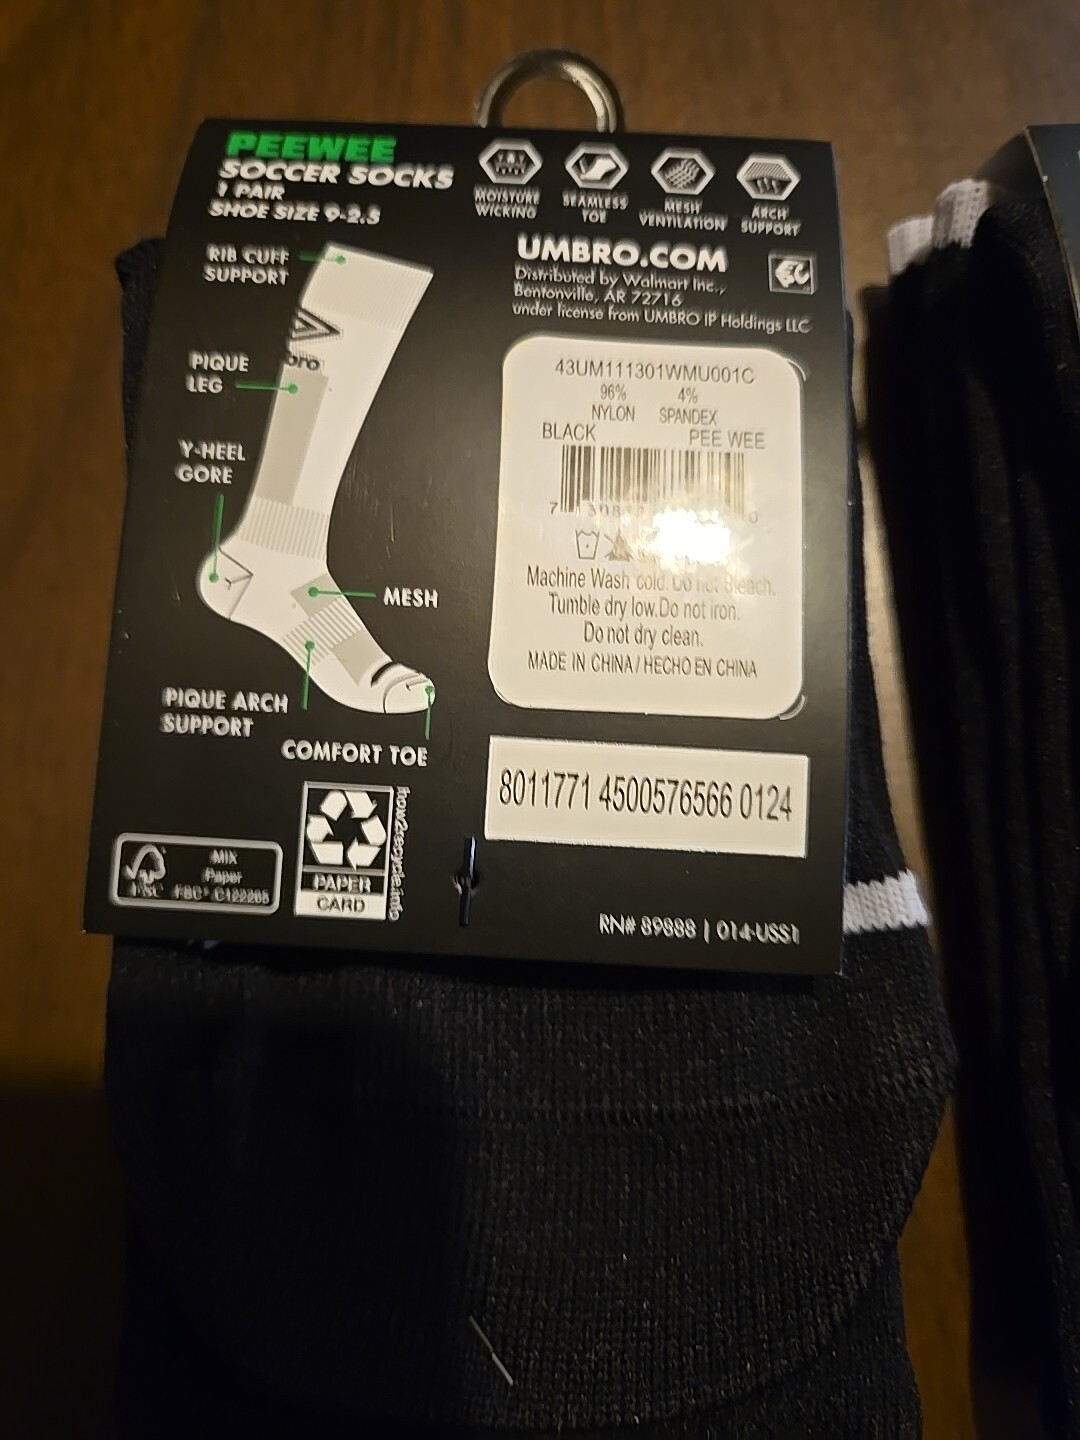 PEEWEE
SOCCER SOCKS
1 PAIR
SHOE SIZE 9-2.5
MOISTURE
WICKING
SEAMLESS
TOE
MESH
VENTILATION
ARCH
SUPPORT
RIB CUFF
SUPPORT
UMBRO.COM
Distributed by Walmart Inc.,
Bentonville, AR 72716
under license from UMBRO IP Holdings LLC
bro
PIQUE
LEG
Y-HEEL
GORE
MESH
PIQUE ARCH
SUPPORT
COMFORT TOE
43UM111301WMU001C
96% 4%
NYLON SPANDEX
BLACK PEE WEE
Machine Wash cold. Do not Bleach.
Tumble dry low.Do not iron.
Do not dry clean.
MADE IN CHINA / HECHO EN CHINA
8011771 4500576566 0124
MIX
Paper
FSC® C122265
PAPER
CARD
how2recycle.info
RN# 89888 | 014-USS1